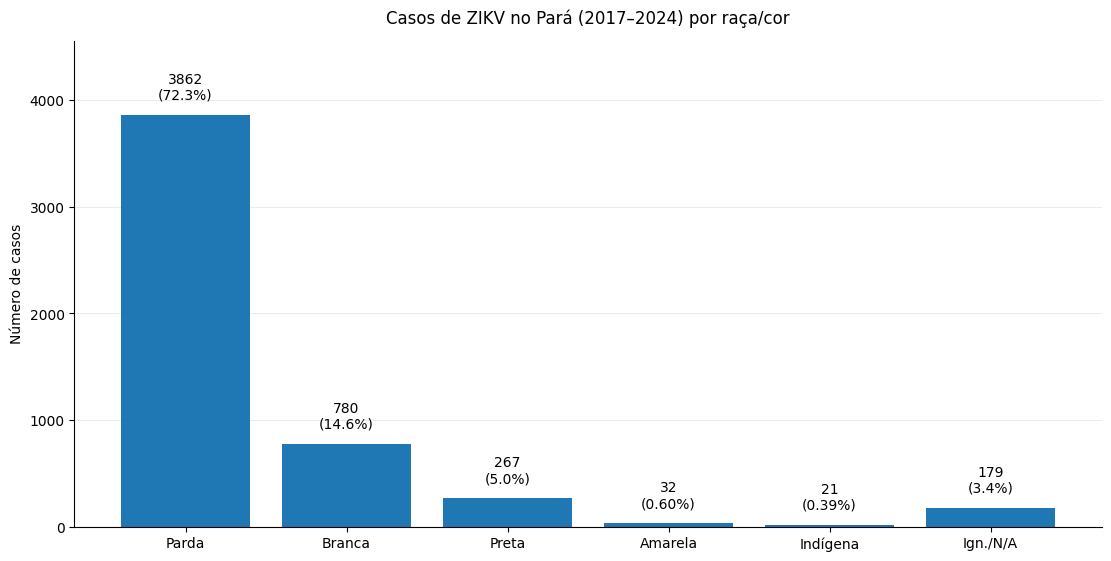 Casos de ZIKV no Pará (2017–2024) por raça/cor
Número de casos
4000
3000
2000
1000
0
3862
(72.3%)
780
(14.6%)
267
(5.0%)
32
(0.60%)
21
(0.39%)
179
(3.4%)
Parda
Branca
Preta
Amarela
Indígena
Ign./N/A